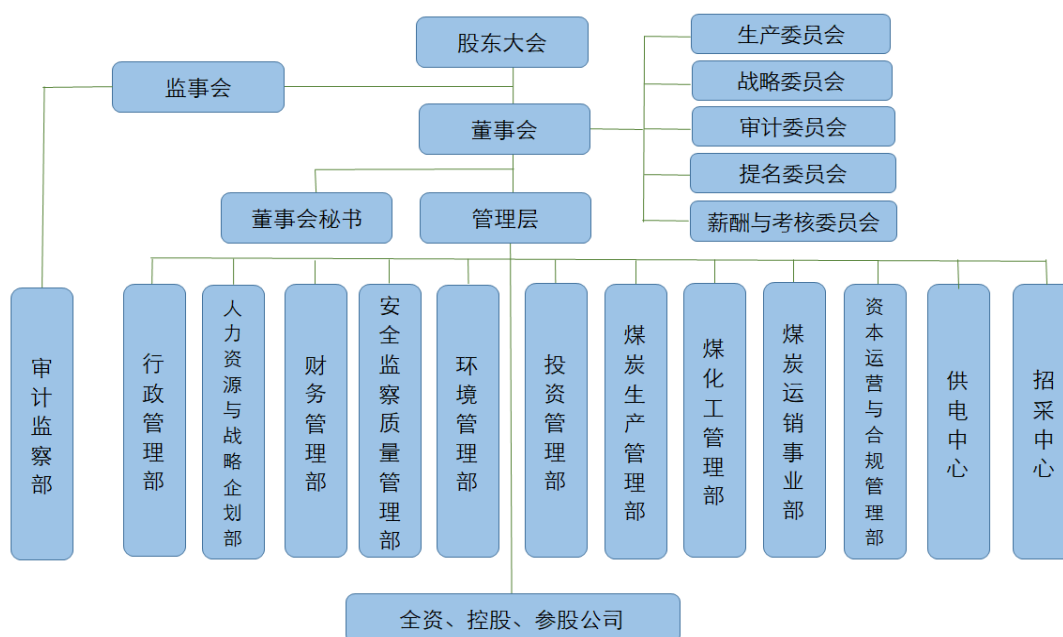 股东大会
监事会
董事会
生产委员会
战略委员会
审计委员会
提名委员会
薪酬与考核委员会
董事会秘书
管理层
审计监察部
行政管理部
人力资源与战略企划部
财务管理部
安全监察质量管理部
环境管理部
投资管理部
煤炭生产管理部
煤化工管理部
煤炭运销事业部
资本运营与合规管理部
供电中心
招采中心
全资、控股、参股公司